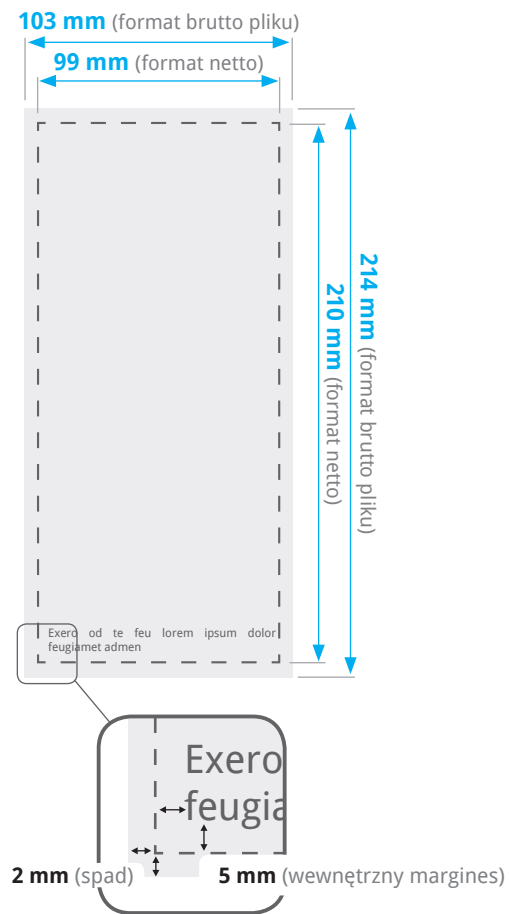 103 mm (format brutto pliku)
99 mm (format netto)
214 mm (format brutto pliku)
210 mm (format netto)
Exero od te feu lorem ipsum dolor
feugiamet admen
Exero
feugia
2 mm (spad)
5 mm (wewnętrzny margines)